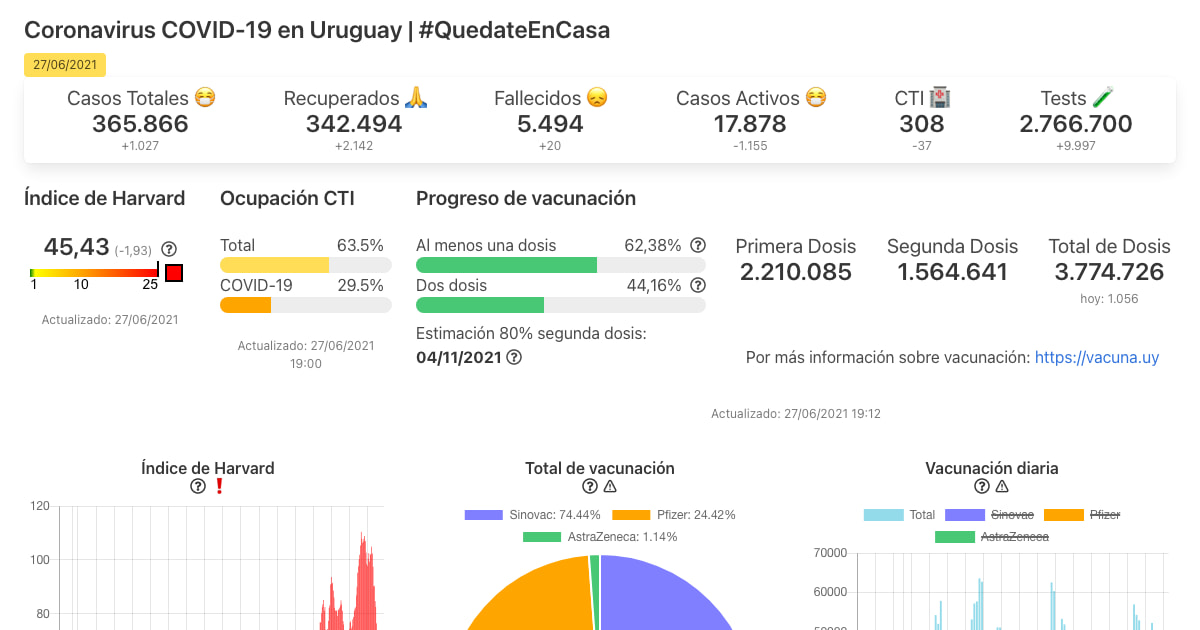 Coronavirus COVID-19 en Uruguay | #QuedateEnCasa
27/06/2021
Casos Totales 😷 Recuperados 🙏 Fallecidos 😞 Casos Activos 😷 CTI 🏥 Tests 🧪
365.866 342.494 5.494 17.878 308 2.766.700
+1.027 +2.142 +20 -1.155 -37 +9.997
Índice de Harvard
45,43 (-1,93) ?
1 10 25
Actualizado: 27/06/2021
Ocupación CTI
Total 63.5%
COVID-19 29.5%
Actualizado: 27/06/2021
19:00
Progreso de vacunación
Al menos una dosis 62,38% ?
Dos dosis 44,16% ?
Estimación 80% segunda dosis:
04/11/2021 ?
Primera Dosis Segunda Dosis Total de Dosis
2.210.085 1.564.641 3.774.726
hoy: 1.056
Por más información sobre vacunación: https://vacuna.uy
Actualizado: 27/06/2021 19:12
Índice de Harvard
? ❗
120
100
80
Total de vacunación
? ⚠
Sinovac: 74.44% Pfizer: 24.42%
AstraZeneca: 1.14%
Vacunación diaria
? ⚠
Total Sinovac Pfizer
AstraZeneca
70000
60000
50000